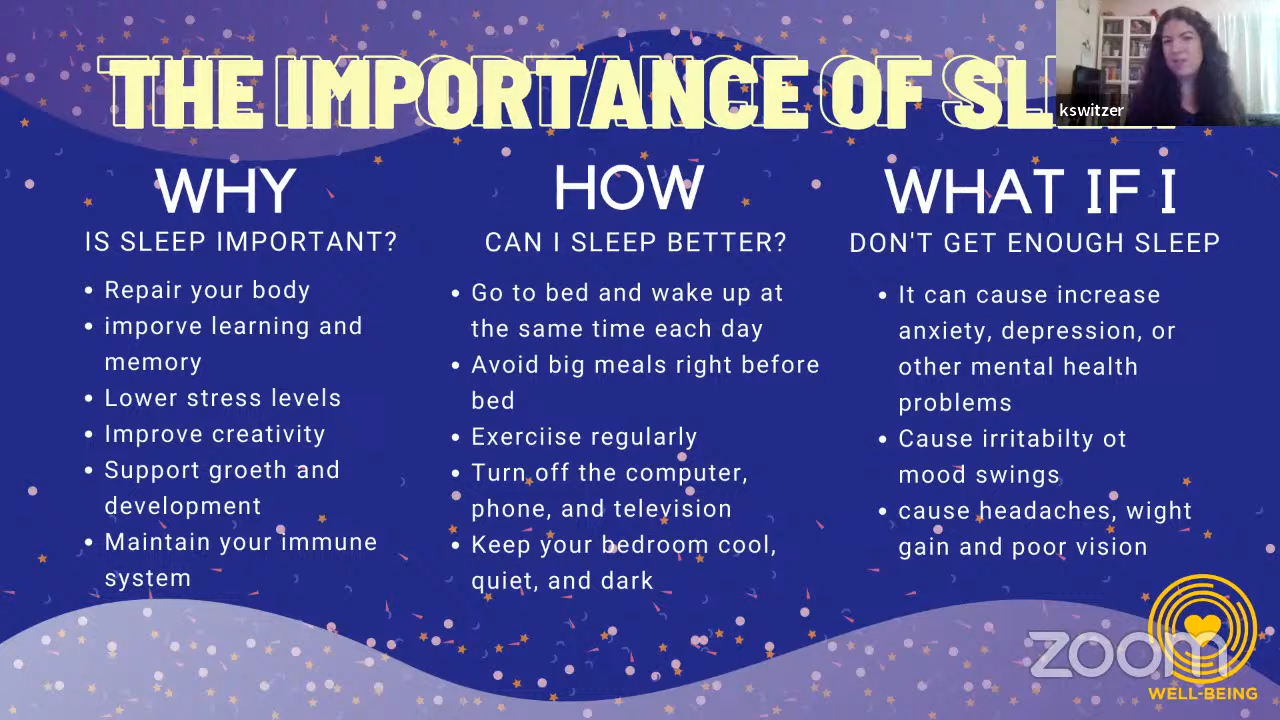 THE IMPORTANCE OF SL
kswitzer
WHY
IS SLEEP IMPORTANT?
• Repair your body
• imporve learning and
memory
• Lower stress levels
• Improve creativity
• Support groeth and
development
• Maintain your immune
system
HOW
CAN I SLEEP BETTER?
• Go to bed and wake up at
the same time each day
• Avoid big meals right before
bed
• Exerciise regularly
• Turn off the computer,
phone, and television
• Keep your bedroom cool,
quiet, and dark
WHAT IF I
DON'T GET ENOUGH SLEEP
• It can cause increase
anxiety, depression, or
other mental health
problems
• Cause irritabilty ot
mood swings
• cause headaches, wight
gain and poor vision
zoom
WELL-BEING